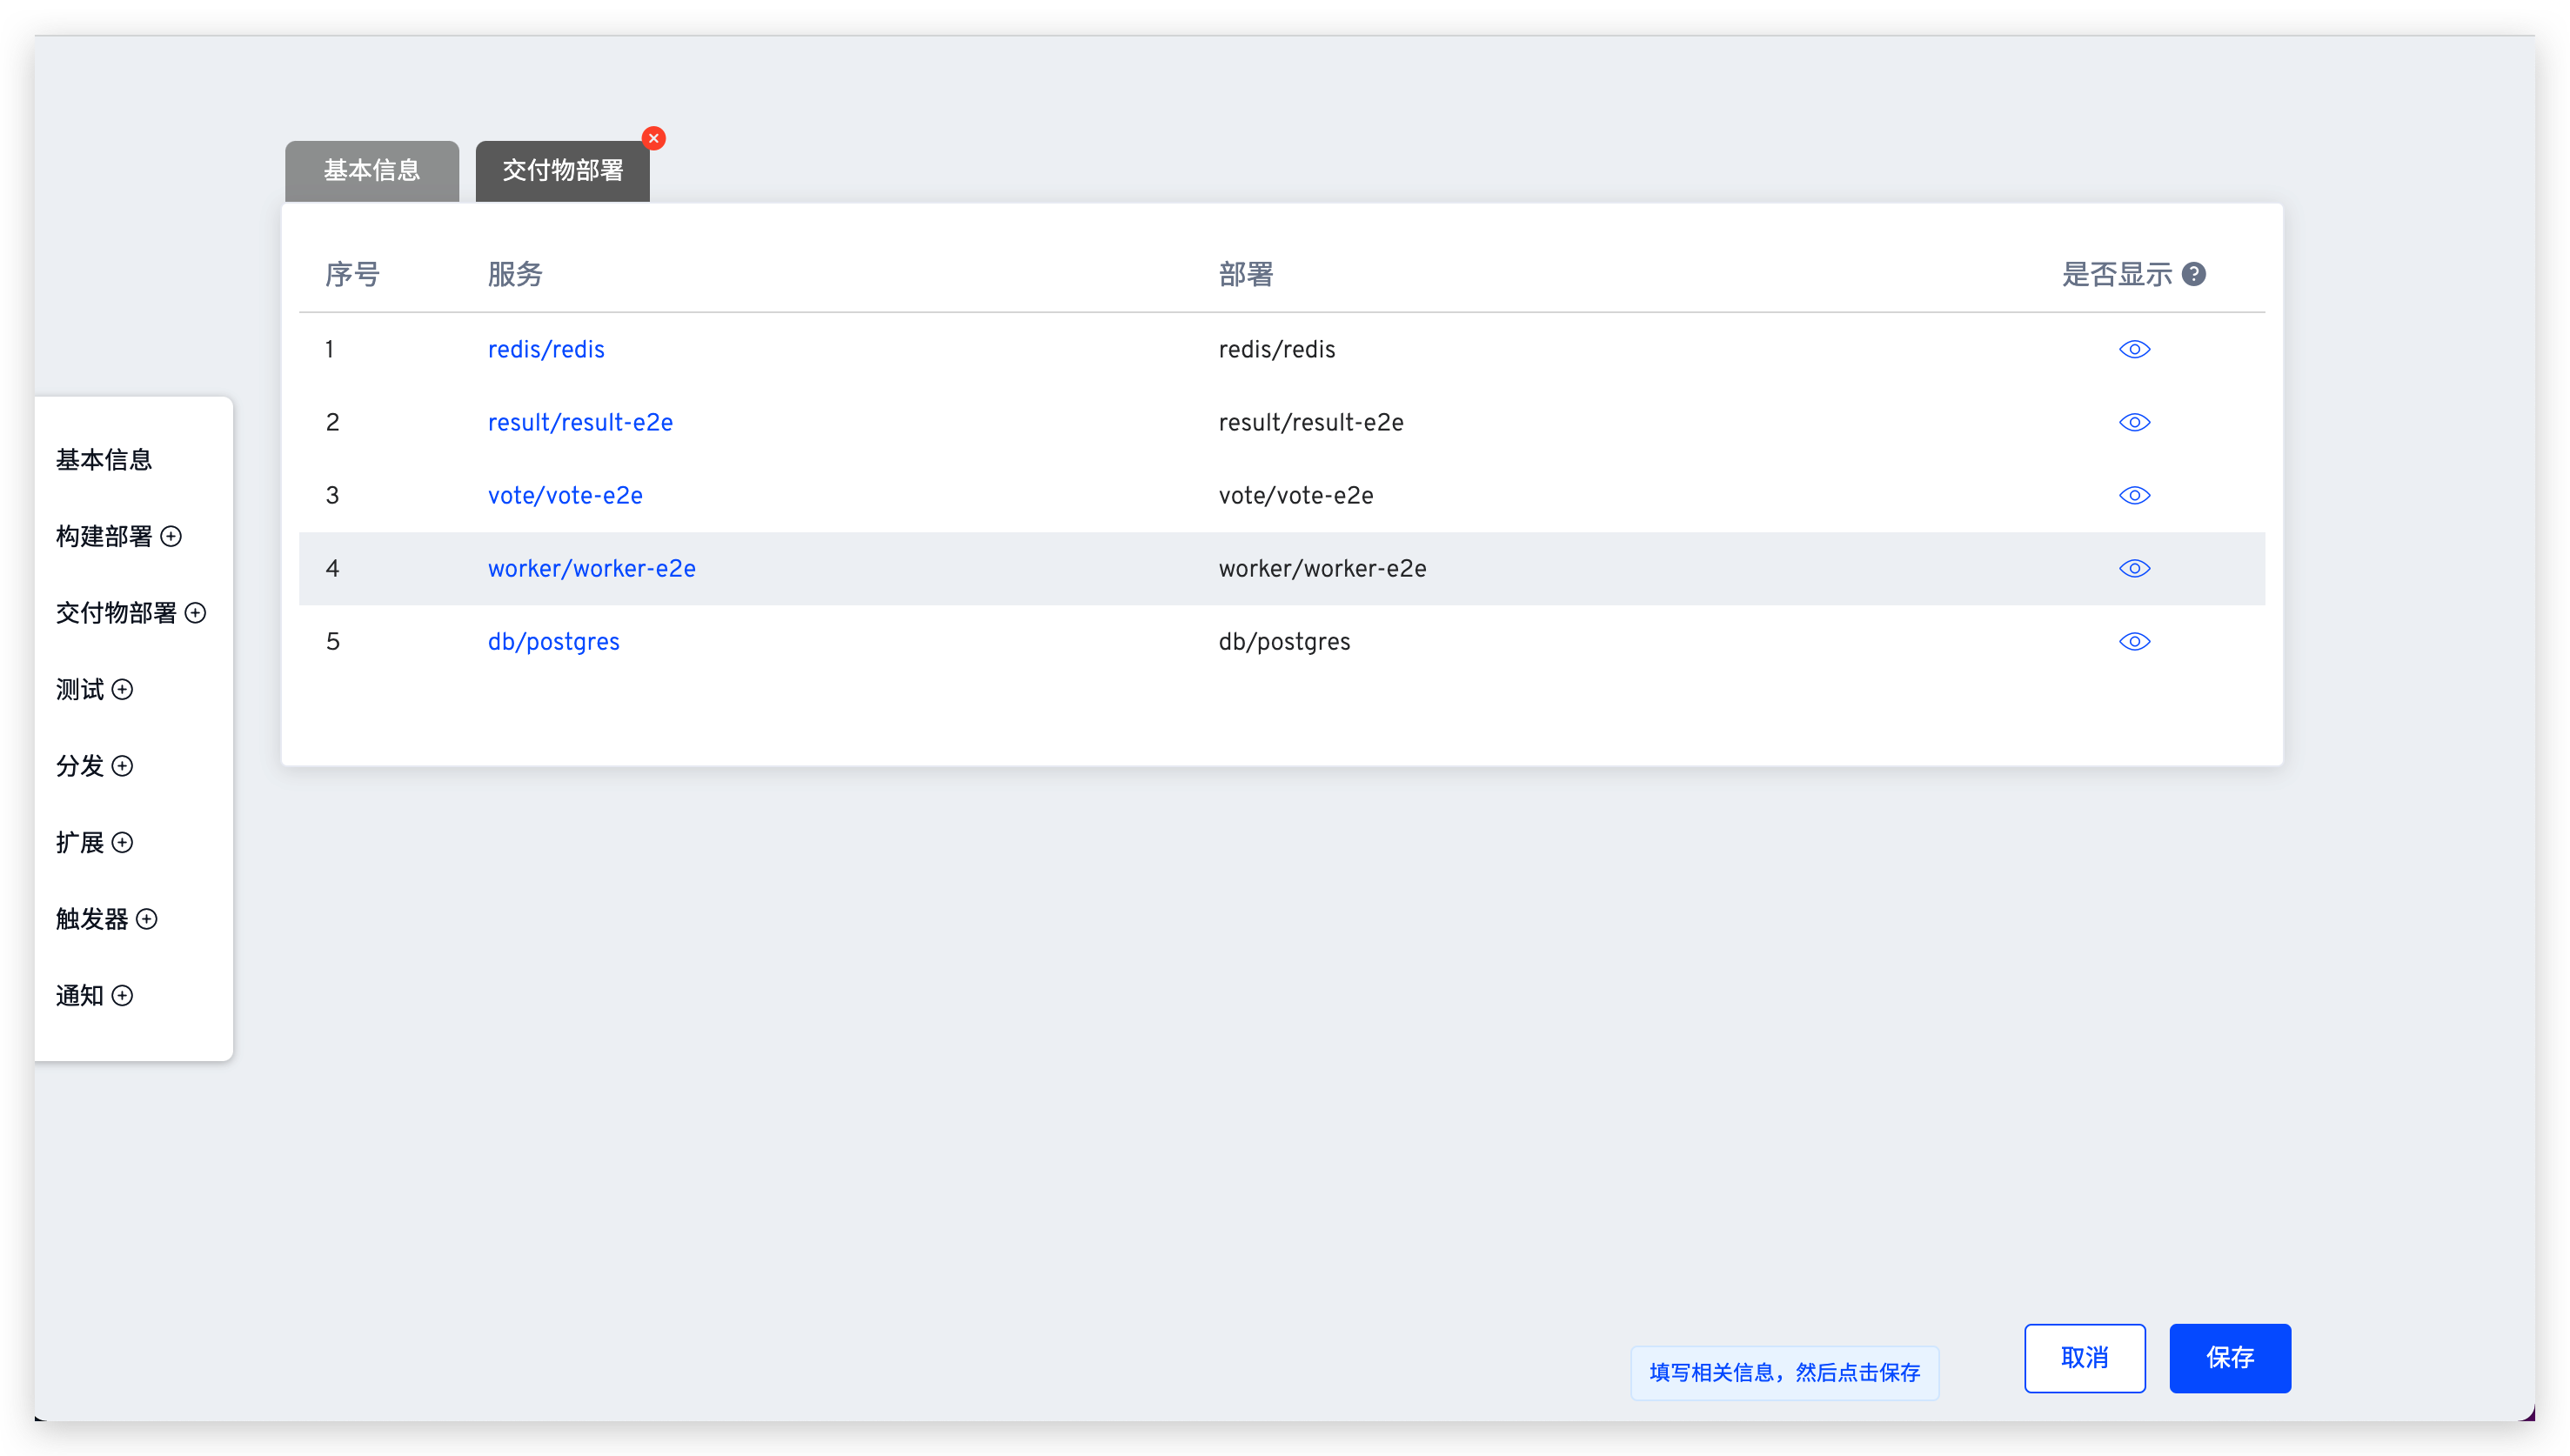 基本信息
交付物部署
序号 服务 部署 是否显示
1 redis/redis redis/redis
2 result/result-e2e result/result-e2e
3 vote/vote-e2e vote/vote-e2e
4 worker/worker-e2e worker/worker-e2e
5 db/postgres db/postgres
基本信息
构建部署
交付物部署
测试
分发
扩展
触发器
通知
填写相关信息，然后点击保存
取消
保存